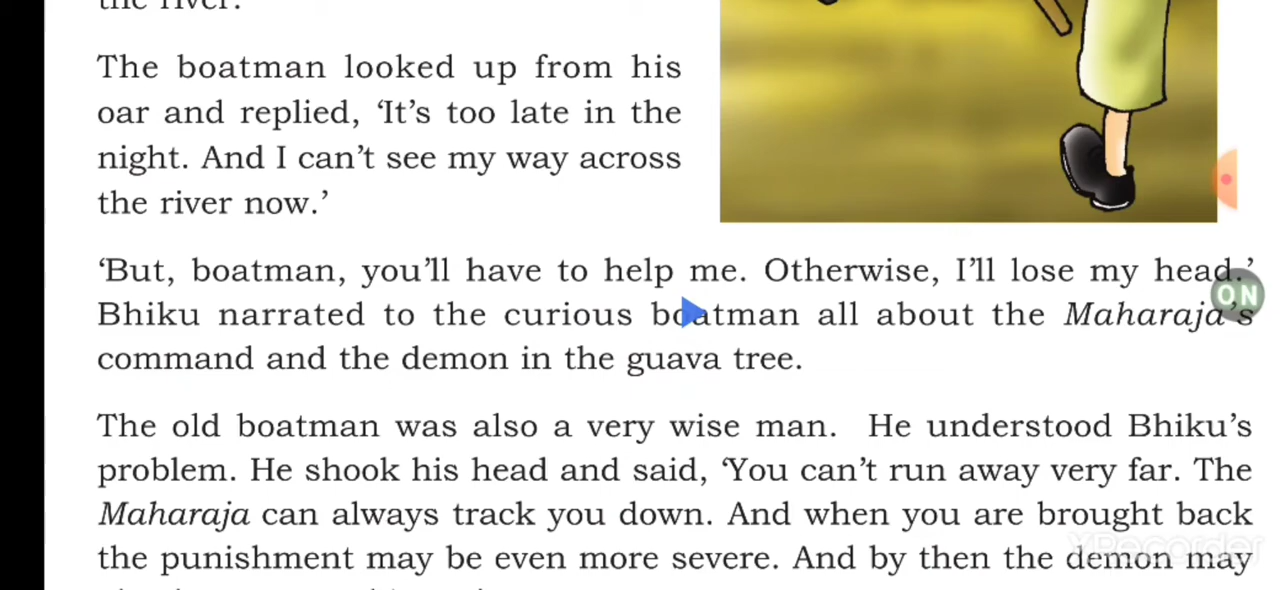 The boatman looked up from his
oar and replied, ‘It’s too late in the
night. And I can’t see my way across
the river now.’
‘But, boatman, you’ll have to help me. Otherwise, I’ll lose my head.’
ON
Bhiku narrated to the curious boatman all about the Maharaja’s
command and the demon in the guava tree.
The old boatman was also a very wise man. He understood Bhiku’s
problem. He shook his head and said, ‘You can’t run away very far. The
Maharaja can always track you down. And when you are brought back
the punishment may be even more severe. And by then the demon may
XRecorder